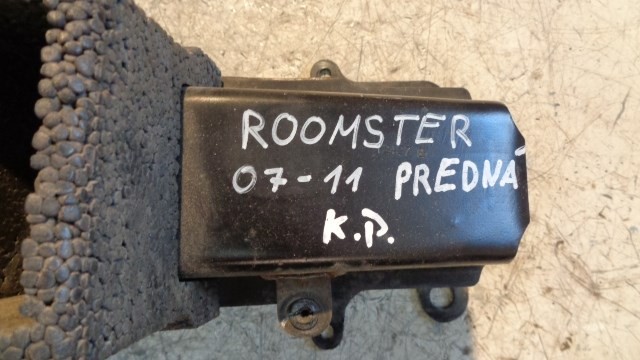 ROOMSTER
07-11 PREDNÁ
K.P.